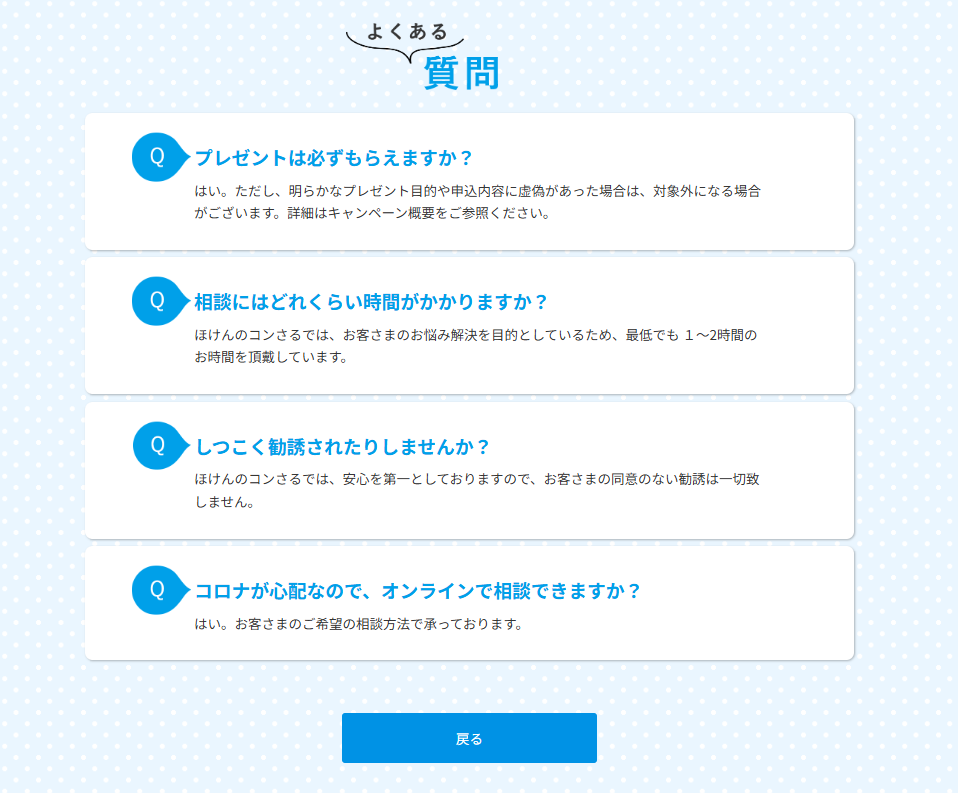 よくある
質問
Q
プレゼントは必ずもらえますか？
はい。ただし、明らかなプレゼント目的や申込内容に虚偽があった場合は、対象外になる場合
がございます。詳細はキャンペーン概要をご参照ください。
Q
相談にはどれくらい時間がかかりますか？
ほけんのコンさるでは、お客さまのお悩み解決を目的としているため、最低でも １〜2時間の
お時間を頂戴しています。
Q
しつこく勧誘されたりしませんか？
ほけんのコンさるでは、安心を第一としておりますので、お客さまの同意のない勧誘は一切致
しません。
Q
コロナが心配なので、オンラインで相談できますか？
はい。お客さまのご希望の相談方法で承っております。
戻る